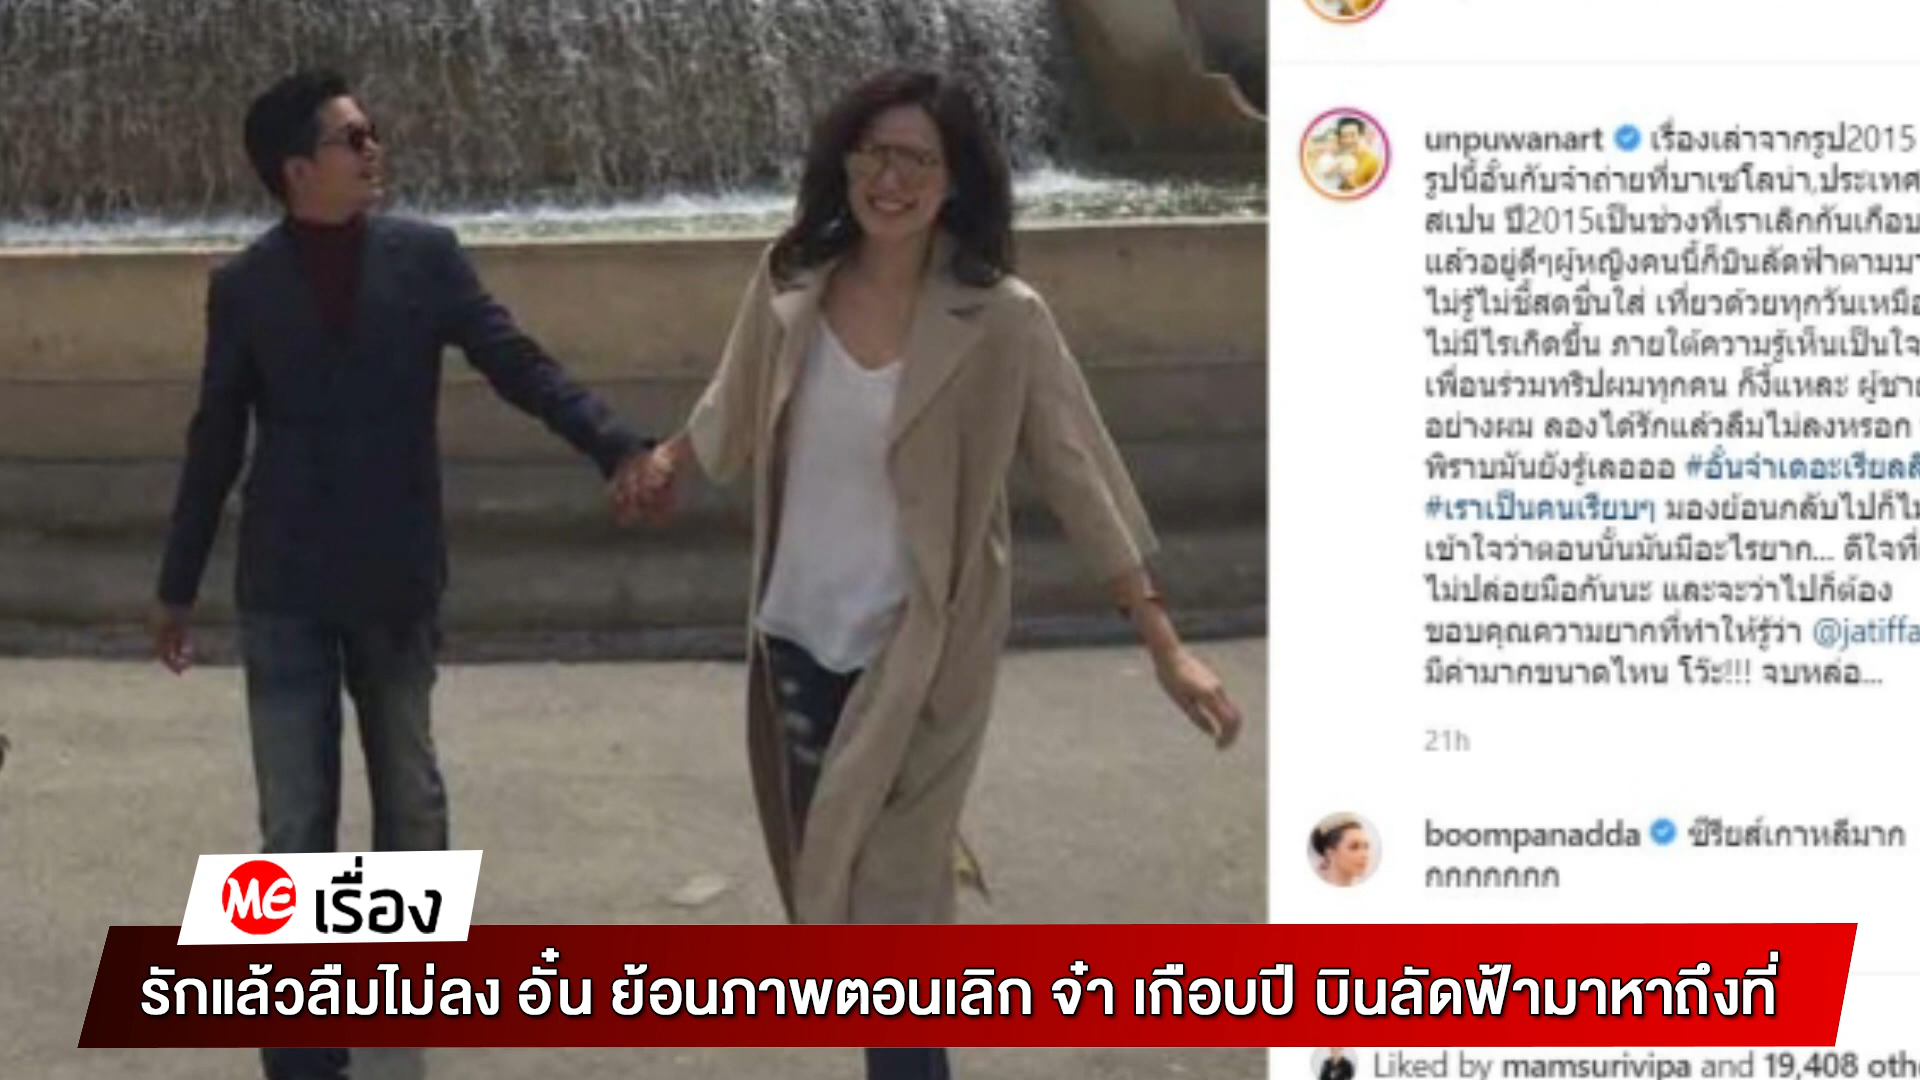 unpuwanart เรื่องเล่าจากรูป2015
รูปนี้อั๋นกับจ๋าถ่ายที่บาเซโลน่า,ประเทศ
สเปน ปี2015เป็นช่วงที่เราเลิกกันเกือบ
แล้วอยู่ดีๆผู้หญิงคนนี้ก็บินลัดฟ้าตามมา
ไม่รู้ไม่ชี้สดชื่นใส่ เที่ยวด้วยทุกวันเหมือ
ไม่มีไรเกิดขึ้น ภายใต้ความรู้เห็นเป็นใจ
เพื่อนร่วมทริปผมทุกคน ก็งี้แหละ ผู้ชาย
อย่างผม ลองได้รักแล้วลืมไม่ลงหรอก
พิราบมันยังรู้เลอออ #อั๋นจ๋าเดอะเรียลลิ
#เราเป็นคนเรียบๆ มองย้อนกลับไปก็ไม่
เข้าใจว่าตอนนั้นมันมีอะไรยาก... ดีใจที่
ไม่ปล่อยมือกันนะ และจะว่าไปก็ต้อง
ขอบคุณความยากที่ทำให้รู้ว่า @jatiffa
มีค่ามากขนาดไหน โว๊ะ!!! จบหล่อ...
21h
boompanadda ซีรียส์เกาหลีมาก
กกกกกกก
ME เรื่อง
รักแล้วลืมไม่ลง อั๋น ย้อนภาพตอนเลิก จ๋า เกือบปี บินลัดฟ้ามาหาถึงที่
Liked by mamsurivipa and 19,408 oth